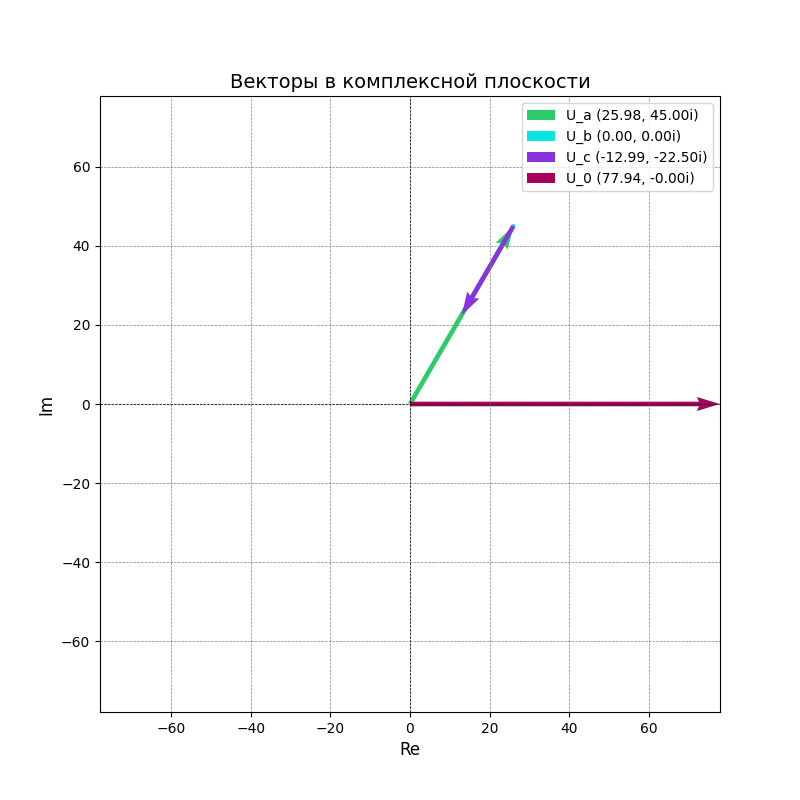 Векторы в комплексной плоскости
U_a (25.98, 45.00i)
U_b (0.00, 0.00i)
U_c (-12.99, -22.50i)
U_0 (77.94, -0.00i)
60
40
20
0
−20
−40
−60
Im
−60 −40 −20 0 20 40 60
Re